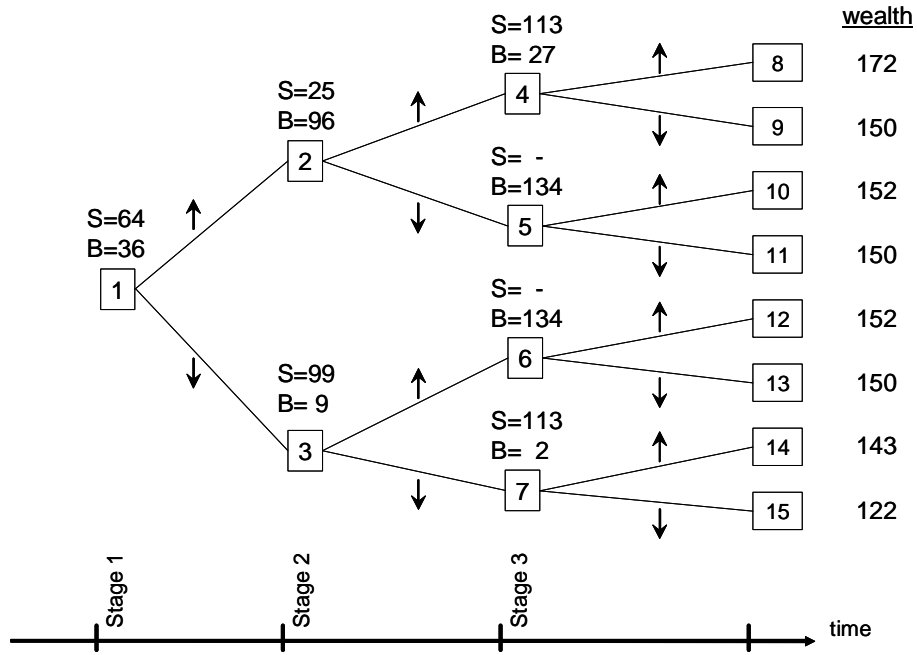 wealth
S=113
B= 27
4
8
172
9
150
S=25
B=96
2
S= -
B=134
5
10
152
11
150
S=64
B=36
1
S= -
B=134
6
12
152
13
150
S=99
B= 9
3
S=113
B= 2
7
14
143
15
122
Stage 1
Stage 2
Stage 3
time